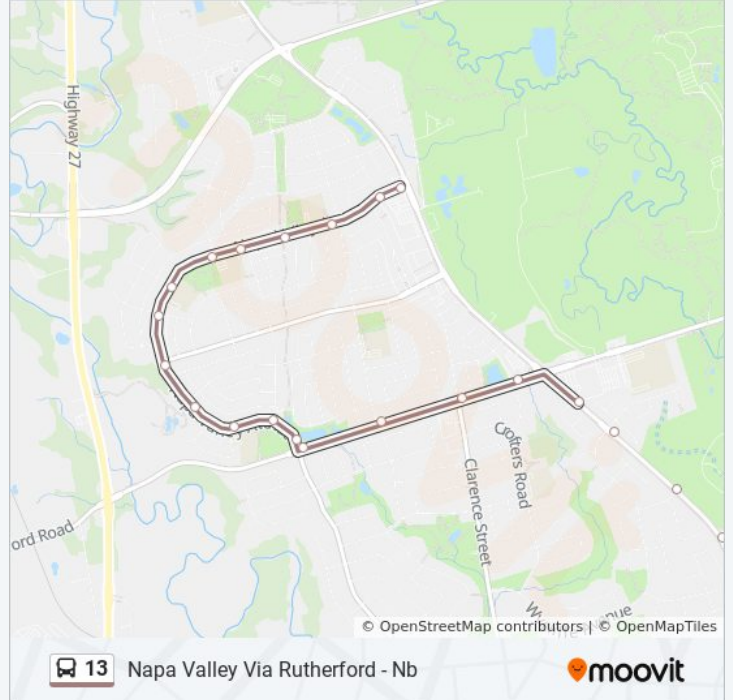 Highway 27
Crofters Road
Clarence Street
ord Road
© OpenStreetMap contributors | © OpenMapTiles
13 Napa Valley Via Rutherford - Nb
moovit